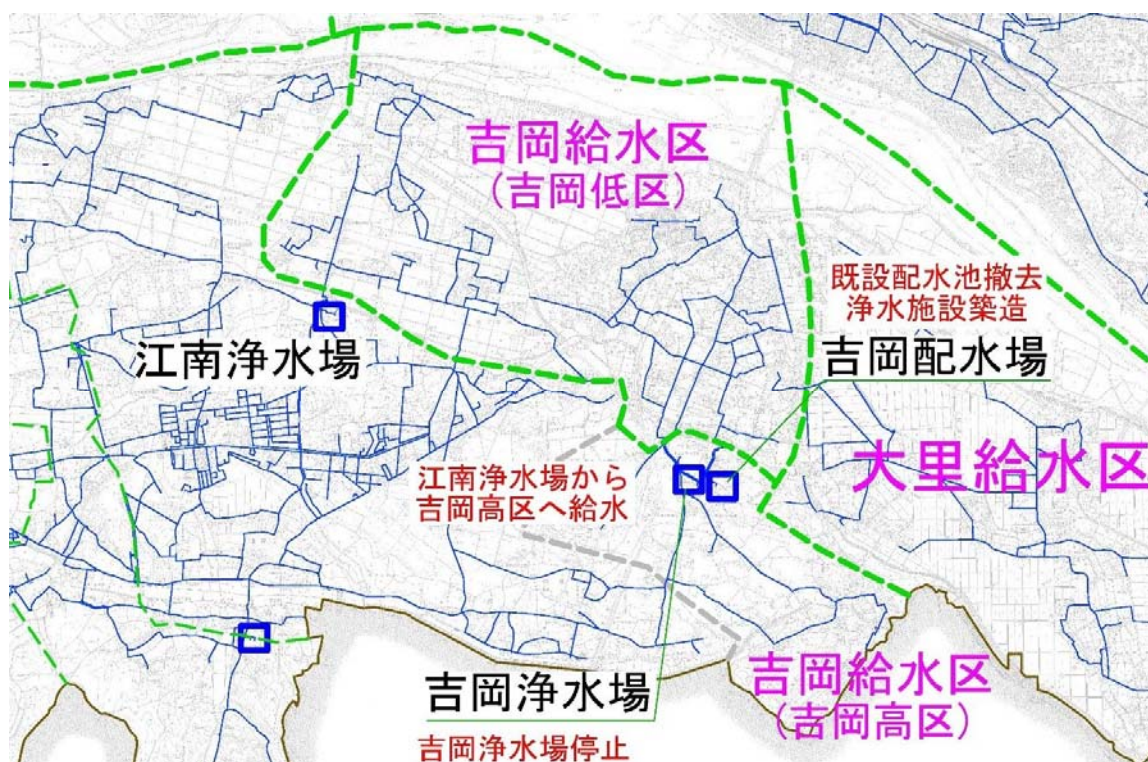 吉岡給水区
(吉岡低区)
既設配水池撤去
浄水施設築造
江南浄水場
吉岡配水場
大里給水区
江南浄水場から
吉岡高区へ給水
吉岡浄水場
吉岡給水区
(吉岡高区)
吉岡浄水場停止